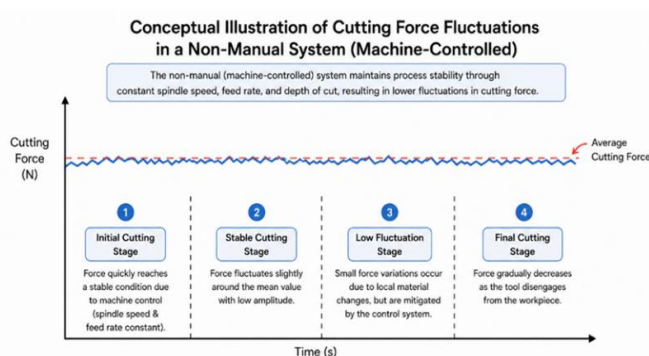 Conceptual Illustration of Cutting Force Fluctuations
in a Non-Manual System (Machine-Controlled)
The non-manual (machine-controlled) system maintains process stability through
constant spindle speed, feed rate, and depth of cut, resulting in lower fluctuations in cutting force.
Cutting
Force
(N)
Average
Cutting Force
1
Initial Cutting
Stage
Force quickly reaches
a stable condition due
to machine control
(spindle speed &
feed rate constant).
2
Stable Cutting
Stage
Force fluctuates slightly
around the mean value
with low amplitude.
3
Low Fluctuation
Stage
Small force variations occur
due to local material
changes, but are mitigated
by the control system.
4
Final Cutting
Stage
Force gradually decreases
as the tool disengages
from the workpiece.
Time (s)